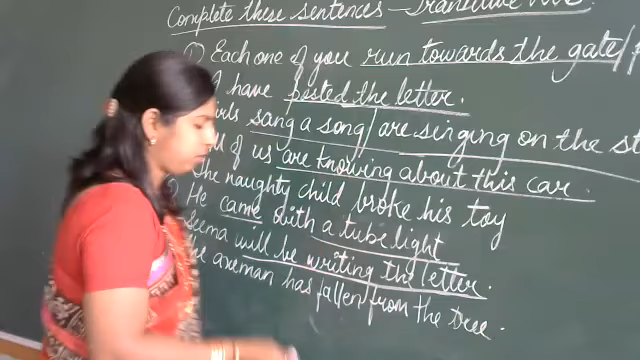 Complete these sentences – Transitive
① Each one of you run towards the gate/
I have posted the letter.
sang a song/are singing on the
of us are knowing about this car.
The naughty child broke his toy
He came with a tube light
Seema will be writing the letter.
axeman has fallen from the tree.